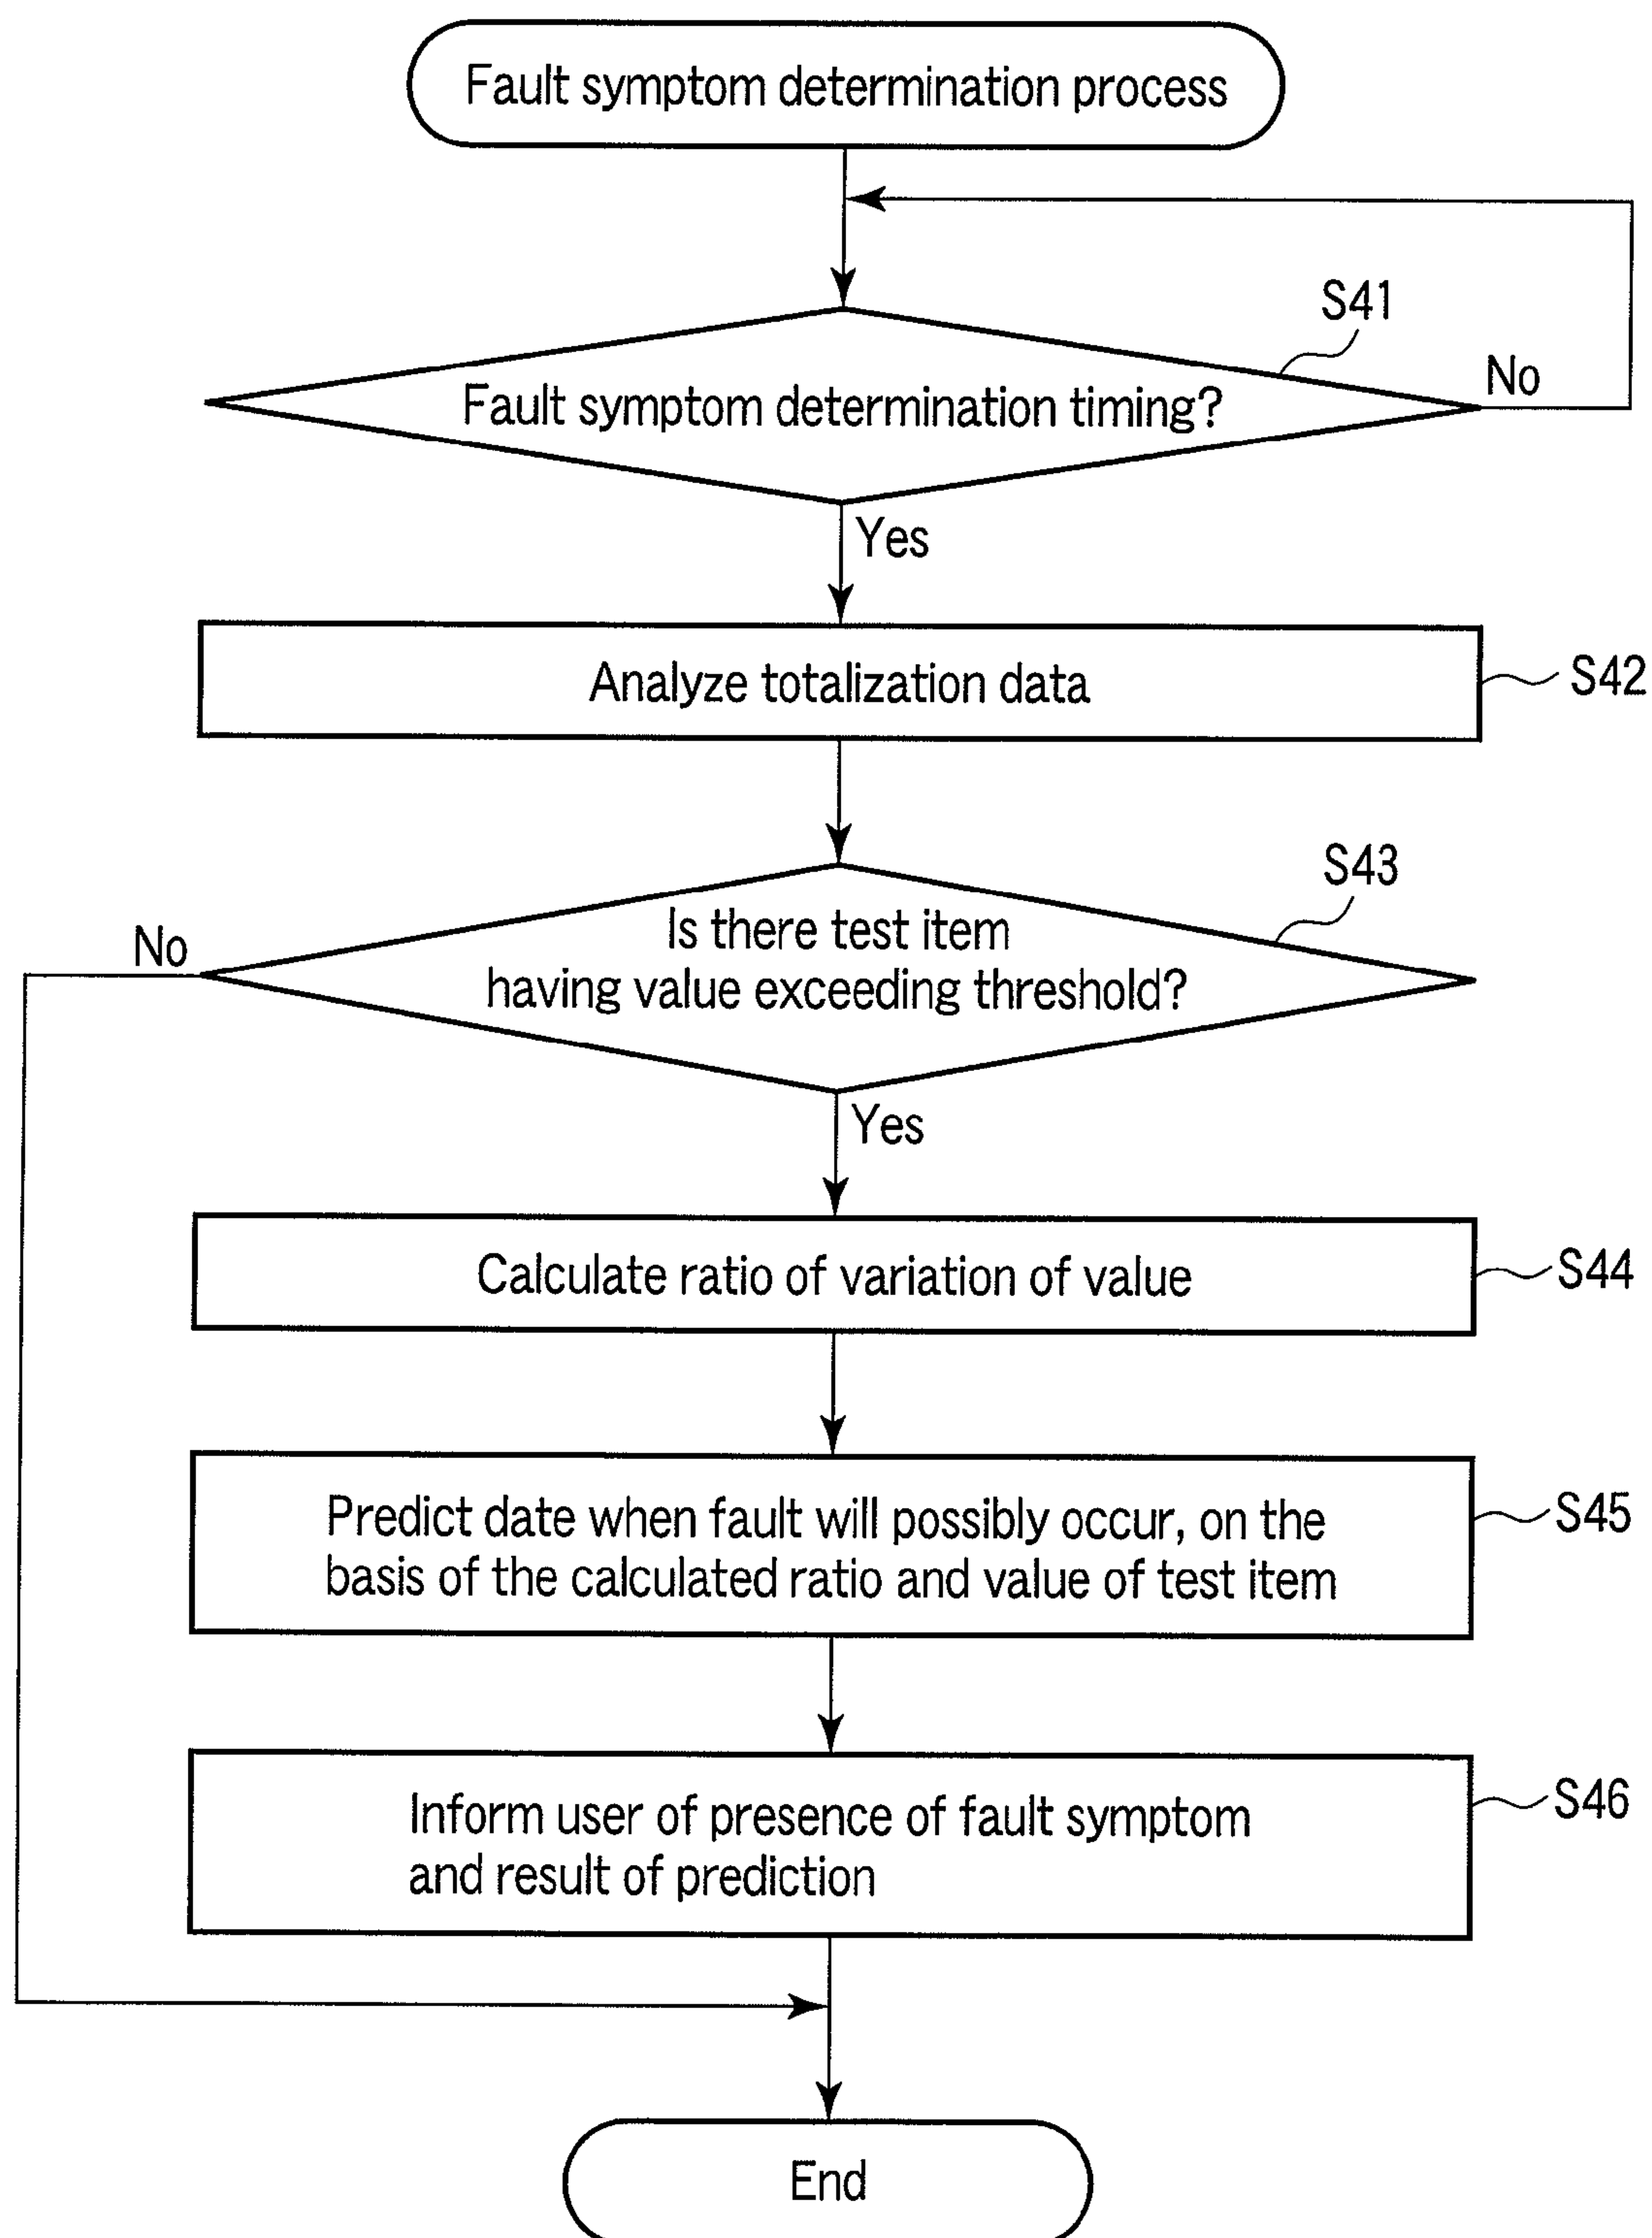 Fault symptom determination process
S41
No
Fault symptom determination timing?
Yes
Analyze totalization data
S42
S43
No
Is there test item
having value exceeding threshold?
Yes
Calculate ratio of variation of value
S44
Predict date when fault will possibly occur, on the
basis of the calculated ratio and value of test item
S45
Inform user of presence of fault symptom
and result of prediction
S46
End